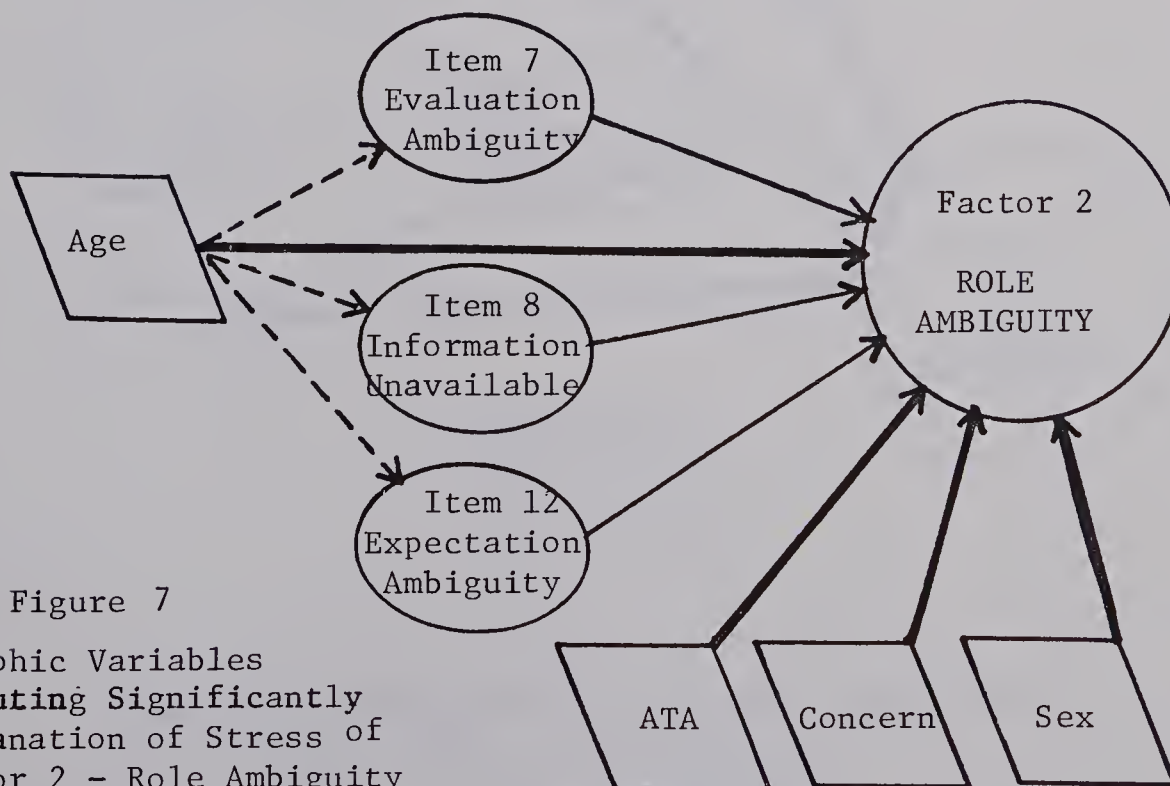 Item 7
Evaluation
Ambiguity
Age
Factor 2
ROLE
AMBIGUITY
Item 8
Information
Unavailable
Item 12
Expectation
Ambiguity
ATA
Concern
Sex
Figure 7
phic Variables
uting Significantly
anation of Stress of
or 2 - Role Ambiguity